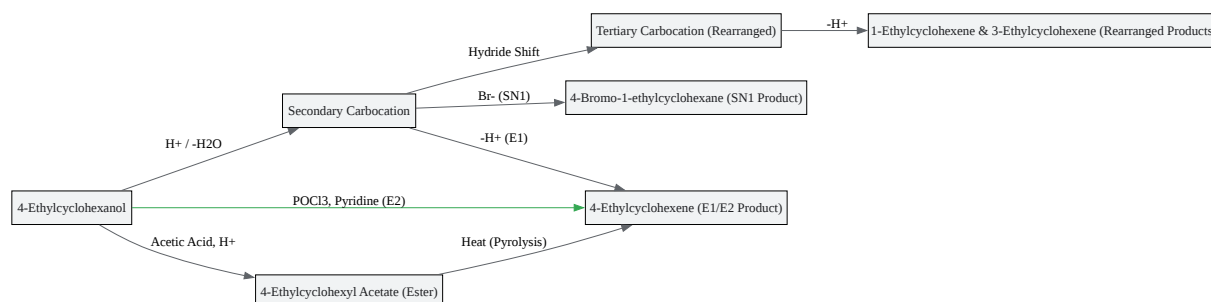 Tertiary Carbocation (Rearranged)
-H+
1-Ethylcyclohexene & 3-Ethylcyclohexene (Rearranged Products
Hydride Shift
Secondary Carbocation
Br- (SN1)
4-Bromo-1-ethylcyclohexane (SN1 Product)
H+ / -H2O
-H+ (E1)
4-Ethylcyclohexanol
POCl3, Pyridine (E2)
4-Ethylcyclohexene (E1/E2 Product)
Acetic Acid, H+
Heat (Pyrolysis)
4-Ethylcyclohexyl Acetate (Ester)